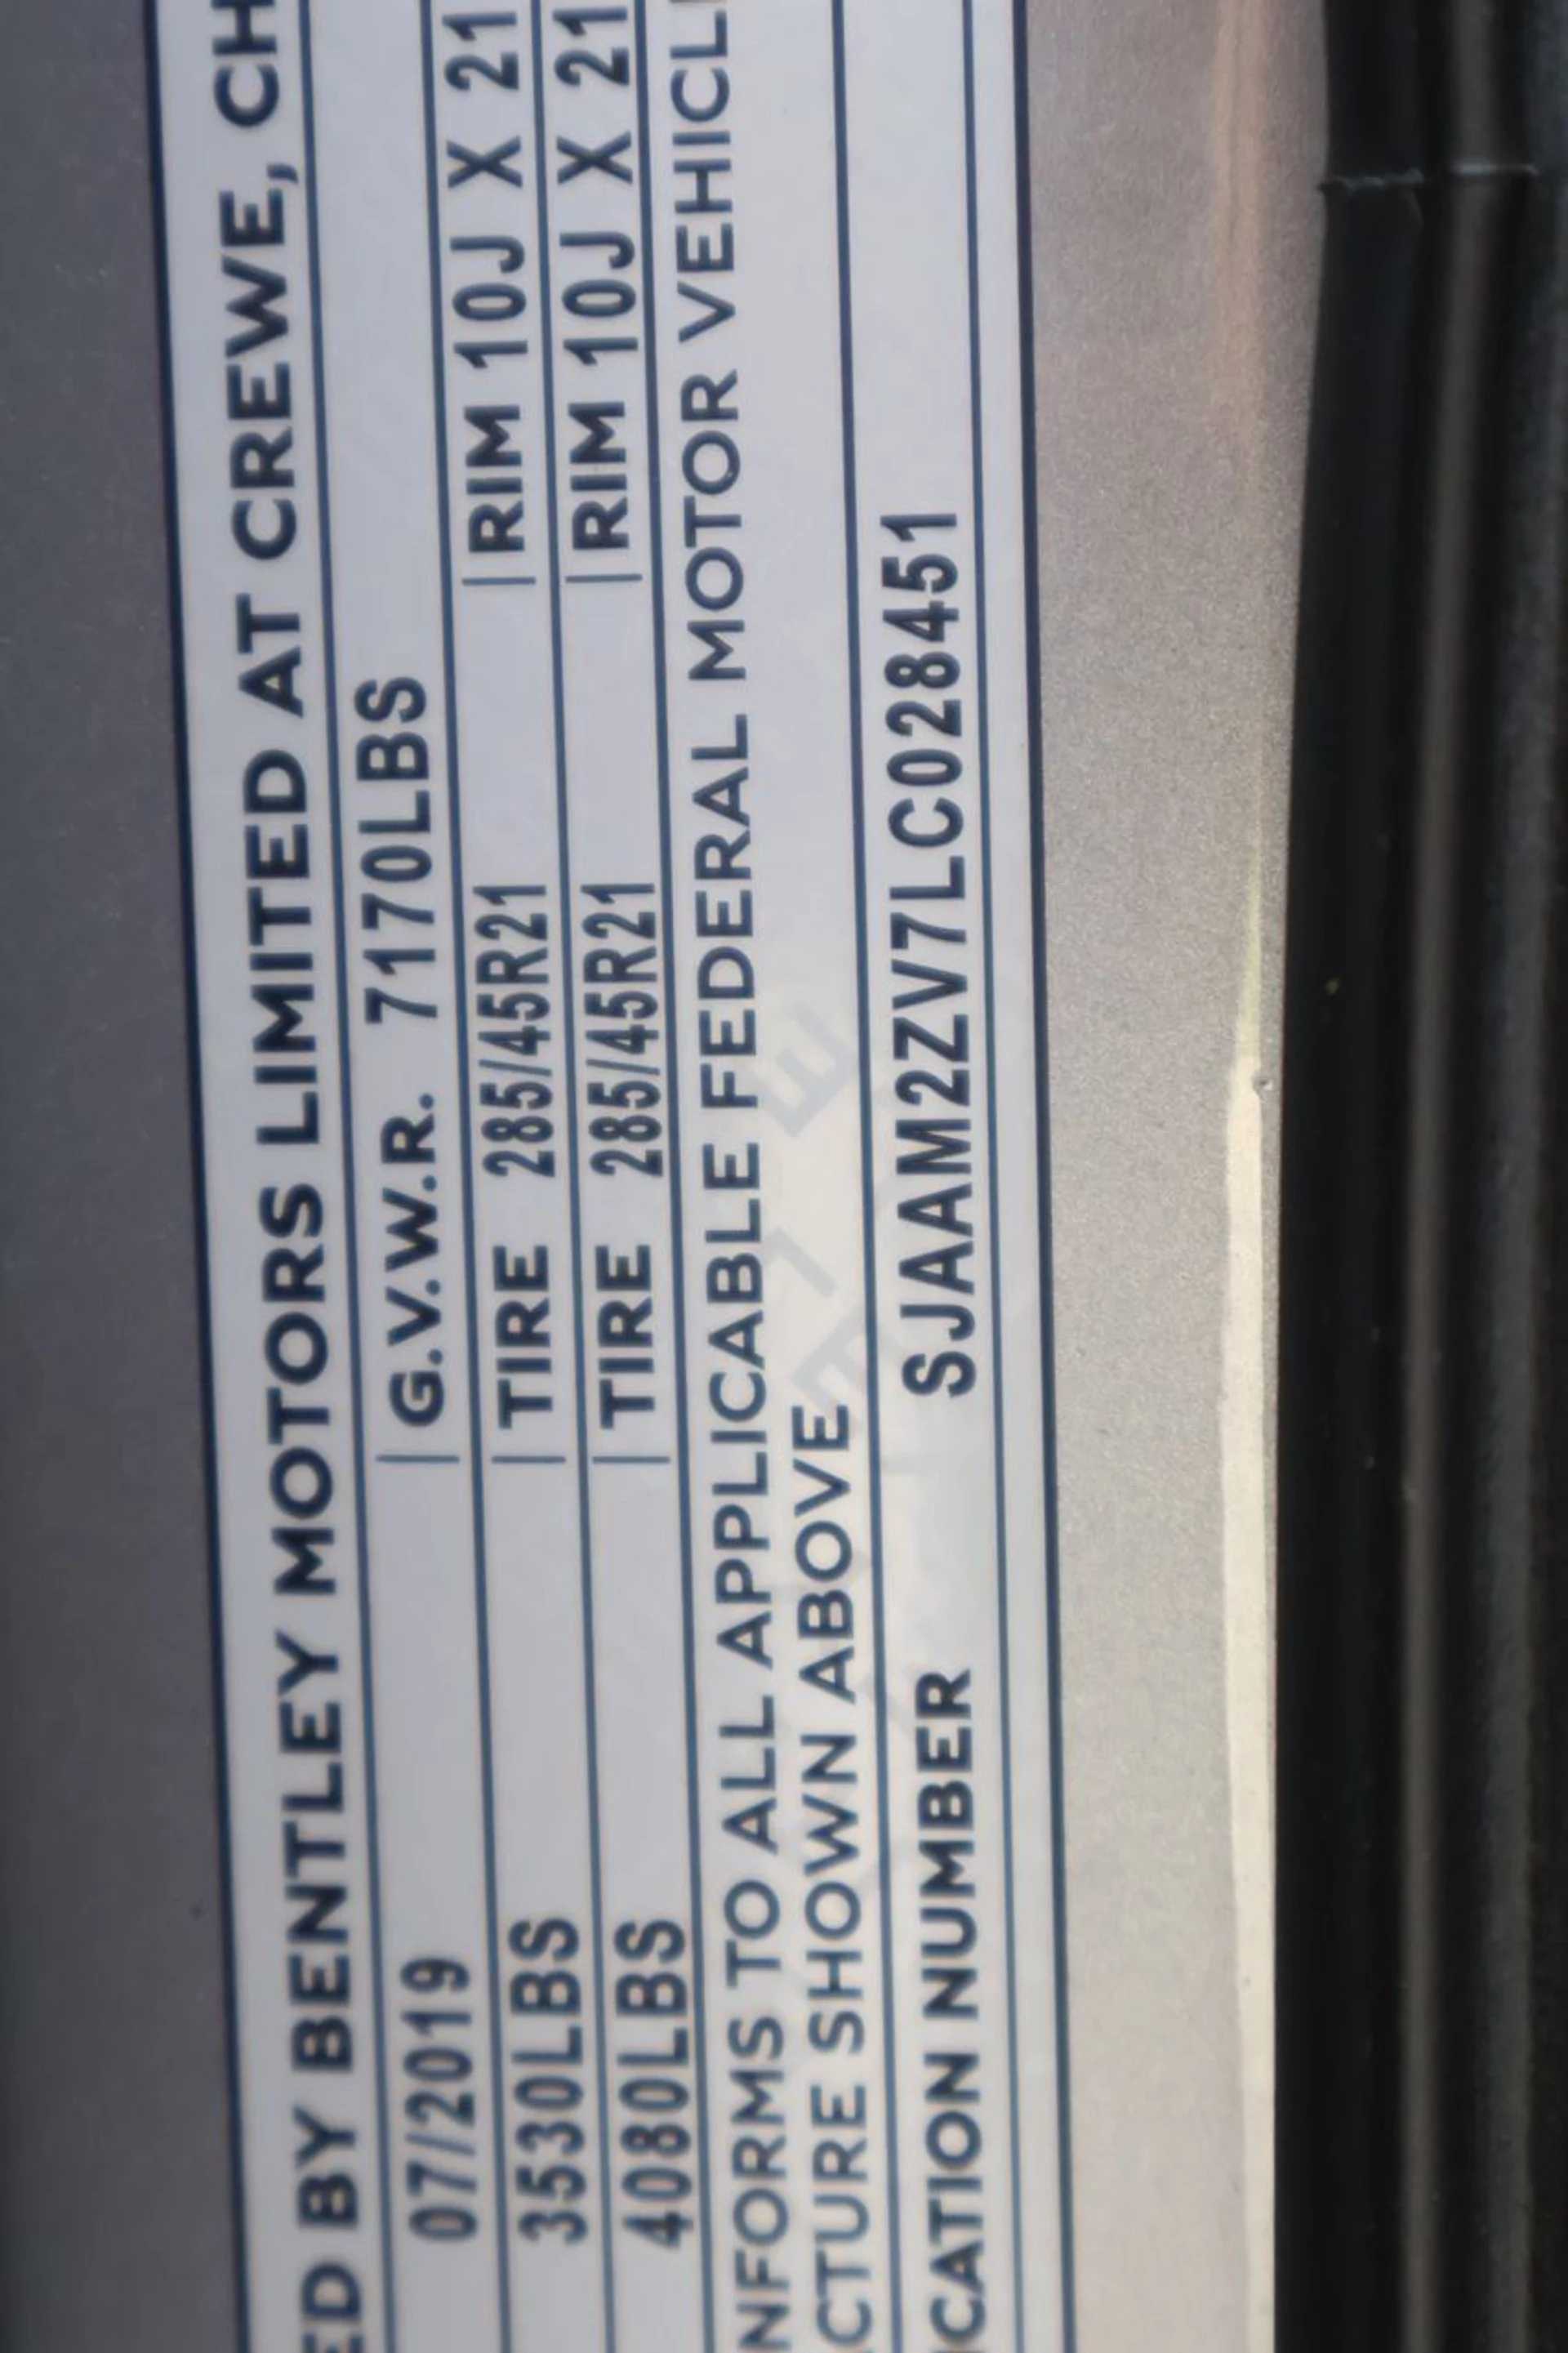 ED BY BENTLEY MOTORS LIMITED AT CREWE, CH
07/2019 | G.V.W.R. 7170LBS
3530LBS | TIRE 285/45R21 | RIM 10J X 21
4080LBS | TIRE 285/45R21 | RIM 10J X 21
NFORMS TO ALL APPLICABLE FEDERAL MOTOR VEHICL
CTURE SHOWN ABOVE
ICATION NUMBER SJAAM2ZV7LC028451